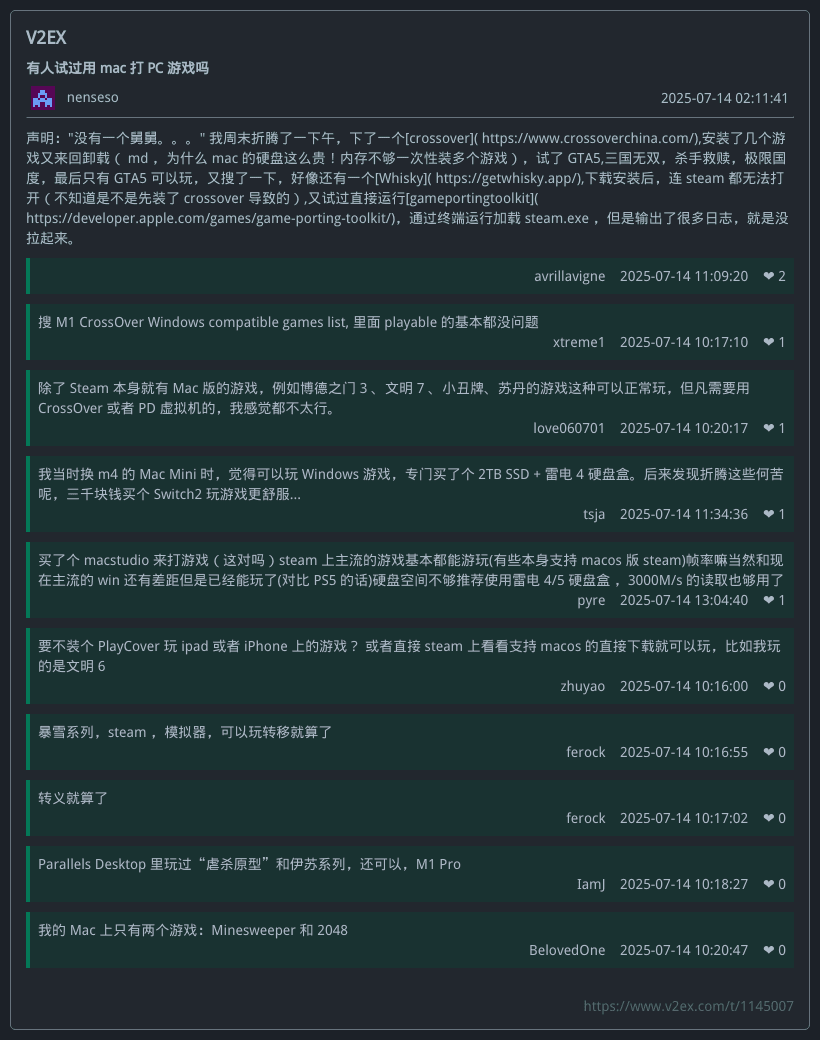 V2EX
有人试过用 mac 打 PC 游戏吗
nenseso 2025-07-14 02:11:41
声明："没有一个舅舅。。。" 我周末折腾了一下午，下了一个[crossover]( https://www.crossoverchina.com/),安装了几个游
戏又来回卸载（ md ，为什么 mac 的硬盘这么贵！内存不够一次性装多个游戏），试了 GTA5,三国无双，杀手救赎，极限国
度，最后只有 GTA5 可以玩，又搜了一下，好像还有一个[Whisky]( https://getwhisky.app/),下载安装后，连 steam 都无法打
开（不知道是不是先装了 crossover 导致的）,又试过直接运行[gameportingtoolkit](
https://developer.apple.com/games/game-porting-toolkit/)，通过终端运行加载 steam.exe ，但是输出了很多日志，就是没
拉起来。
avrillavigne 2025-07-14 11:09:20 ❤ 2
搜 M1 CrossOver Windows compatible games list, 里面 playable 的基本都没问题
xtreme1 2025-07-14 10:17:10 ❤ 1
除了 Steam 本身就有 Mac 版的游戏，例如博德之门 3 、文明 7 、小丑牌、苏丹的游戏这种可以正常玩，但凡需要用
CrossOver 或者 PD 虚拟机的，我感觉都不太行。
love060701 2025-07-14 10:20:17 ❤ 1
我当时换 m4 的 Mac Mini 时，觉得可以玩 Windows 游戏，专门买了个 2TB SSD + 雷电 4 硬盘盒。后来发现折腾这些何苦
呢，三千块钱买个 Switch2 玩游戏更舒服...
tsja 2025-07-14 11:34:36 ❤ 1
买了个 macstudio 来打游戏（这对吗）steam 上主流的游戏基本都能游玩(有些本身支持 macos 版 steam)帧率嘛当然和现
在主流的 win 还有差距但是已经能玩了(对比 PS5 的话)硬盘空间不够推荐使用雷电 4/5 硬盘盒 ，3000M/s 的读取也够用了
pyre 2025-07-14 13:04:40 ❤ 1
要不装个 PlayCover 玩 ipad 或者 iPhone 上的游戏？ 或者直接 steam 上看看支持 macos 的直接下载就可以玩，比如我玩
的是文明 6
zhuyao 2025-07-14 10:16:00 ❤ 0
暴雪系列，steam ，模拟器，可以玩转移就算了
ferock 2025-07-14 10:16:55 ❤ 0
转义就算了
ferock 2025-07-14 10:17:02 ❤ 0
Parallels Desktop 里玩过“虐杀原型”和伊苏系列，还可以，M1 Pro
IamJ 2025-07-14 10:18:27 ❤ 0
我的 Mac 上只有两个游戏：Minesweeper 和 2048
BelovedOne 2025-07-14 10:20:47 ❤ 0
https://www.v2ex.com/t/1145007